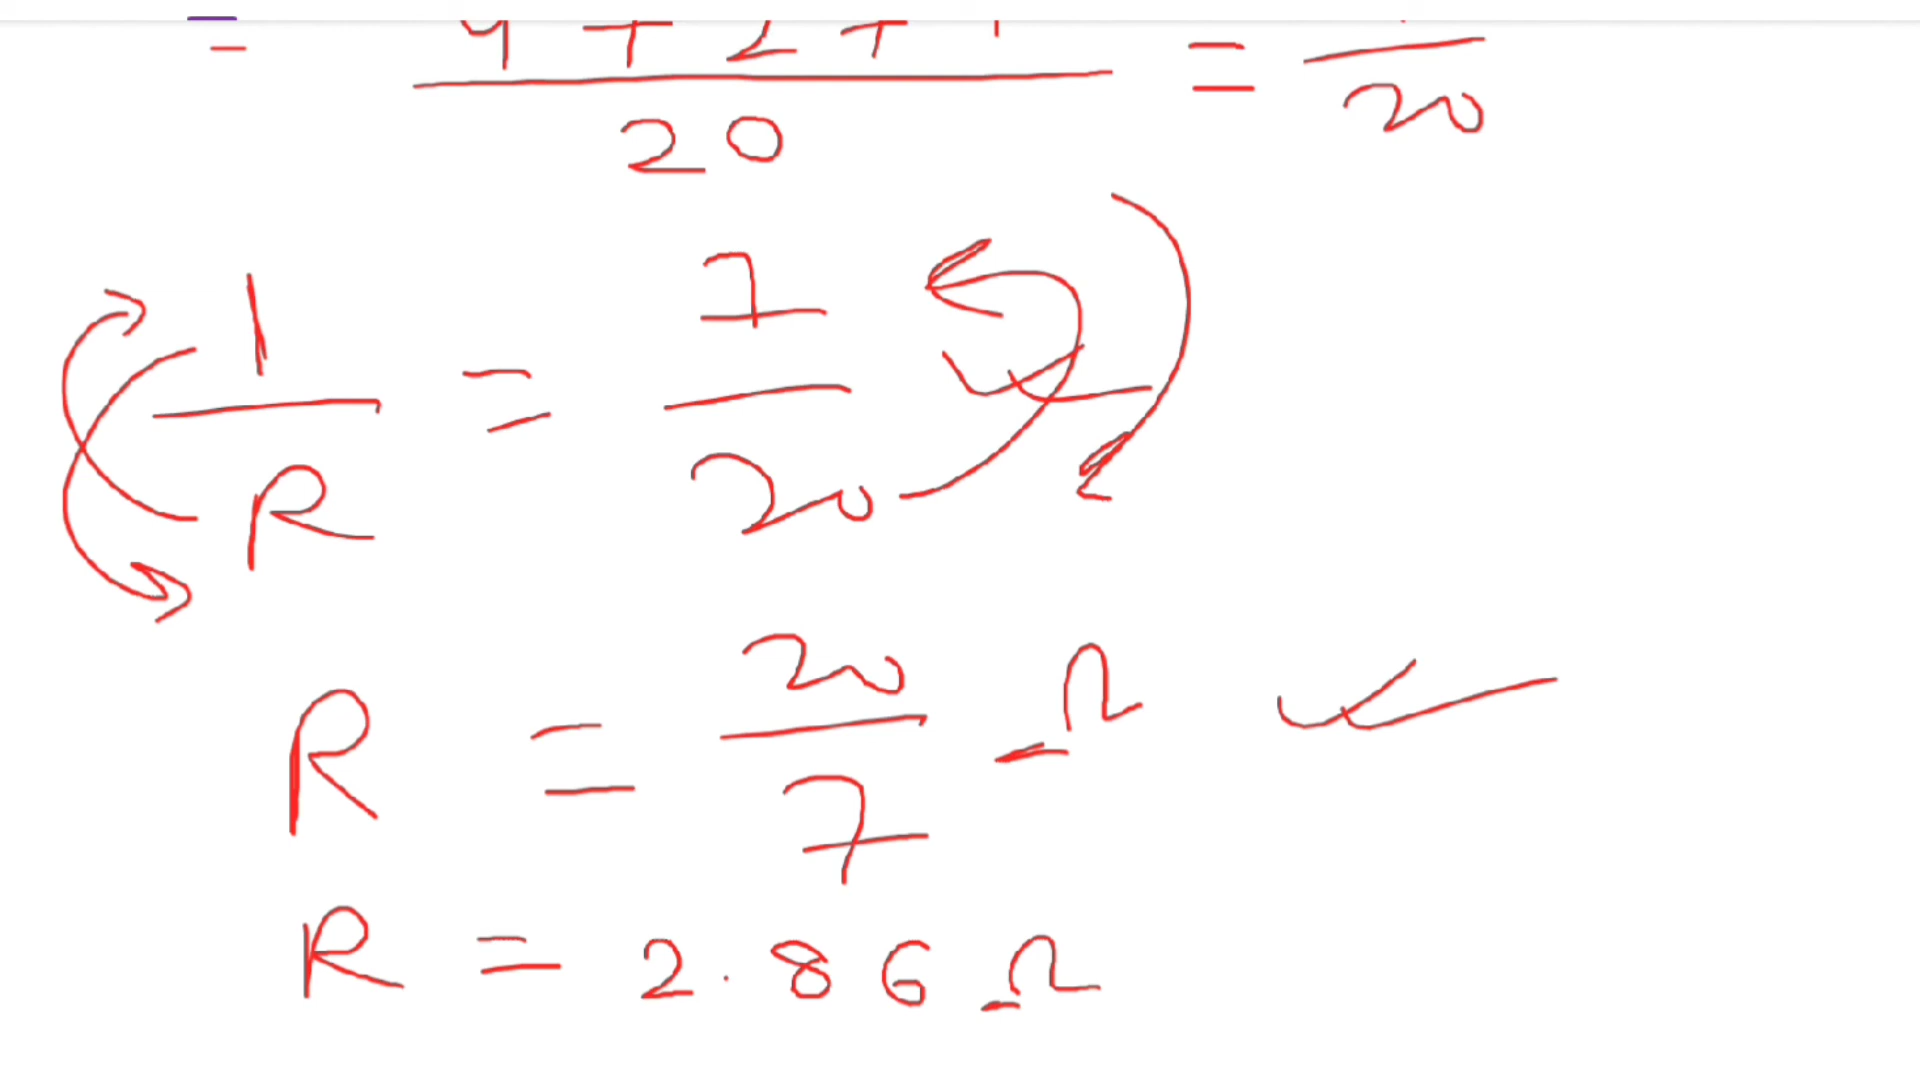 = 4 + 2 + 1 / 20 = / 20
1 / R = 7 / 20
R = 20 / 7 Ω
R = 2.86 Ω